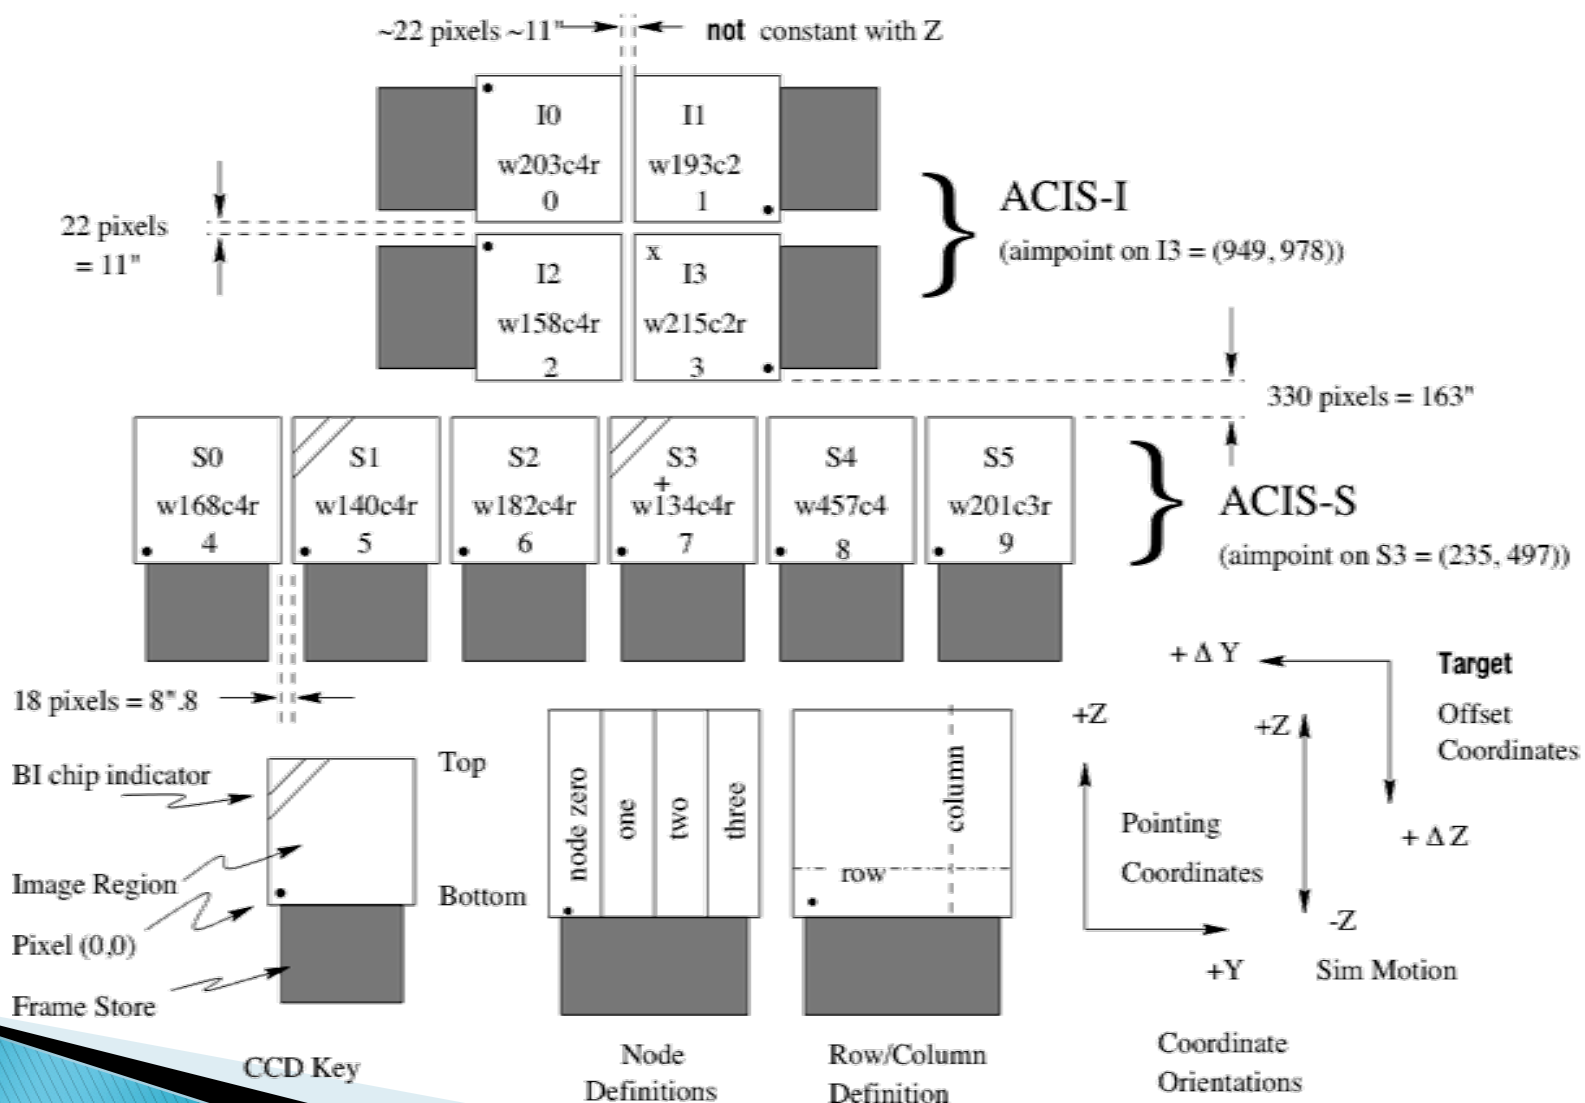 ~22 pixels ~11" not constant with Z
I0
w203c4r
0
I1
w193c2
1
22 pixels
= 11"
I2
w158c4r
2
x
I3
w215c2r
3
ACIS-I
(aimpoint on I3 = (949, 978))
330 pixels = 163"
S0
w168c4r
4
S1
w140c4r
5
S2
w182c4r
6
S3
+
w134c4r
7
S4
w457c4
8
S5
w201c3r
9
ACIS-S
(aimpoint on S3 = (235, 497))
18 pixels = 8".8
BI chip indicator
Image Region
Pixel (0,0)
Frame Store
Top
Bottom
CCD Key
node zero
one
two
three
Node
Definitions
row
column
Row/Column
Definition
+Z
Pointing
Coordinates
+Y
+ Δ Y
Target
Offset
Coordinates
+ Δ Z
+Z
-Z
Sim Motion
Coordinate
Orientations